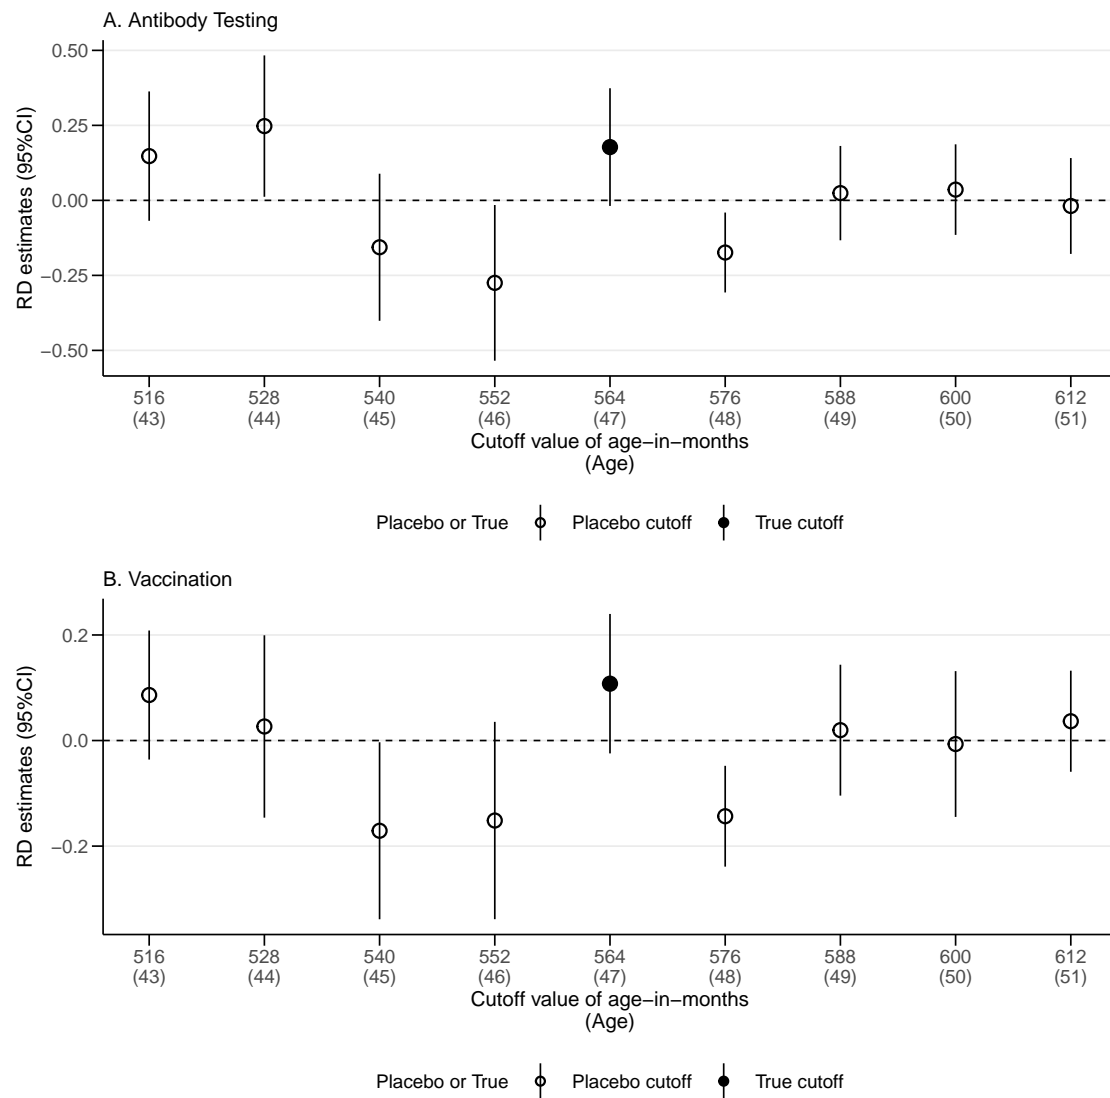 A. Antibody Testing
RD estimates (95%CI)
0.50
0.25
0.00
−0.25
−0.50
516 528 540 552 564 576 588 600 612
(43) (44) (45) (46) (47) (48) (49) (50) (51)
Cutoff value of age−in−months
(Age)
Placebo or True Placebo cutoff True cutoff
B. Vaccination
RD estimates (95%CI)
0.2
0.0
−0.2
516 528 540 552 564 576 588 600 612
(43) (44) (45) (46) (47) (48) (49) (50) (51)
Cutoff value of age−in−months
(Age)
Placebo or True Placebo cutoff True cutoff